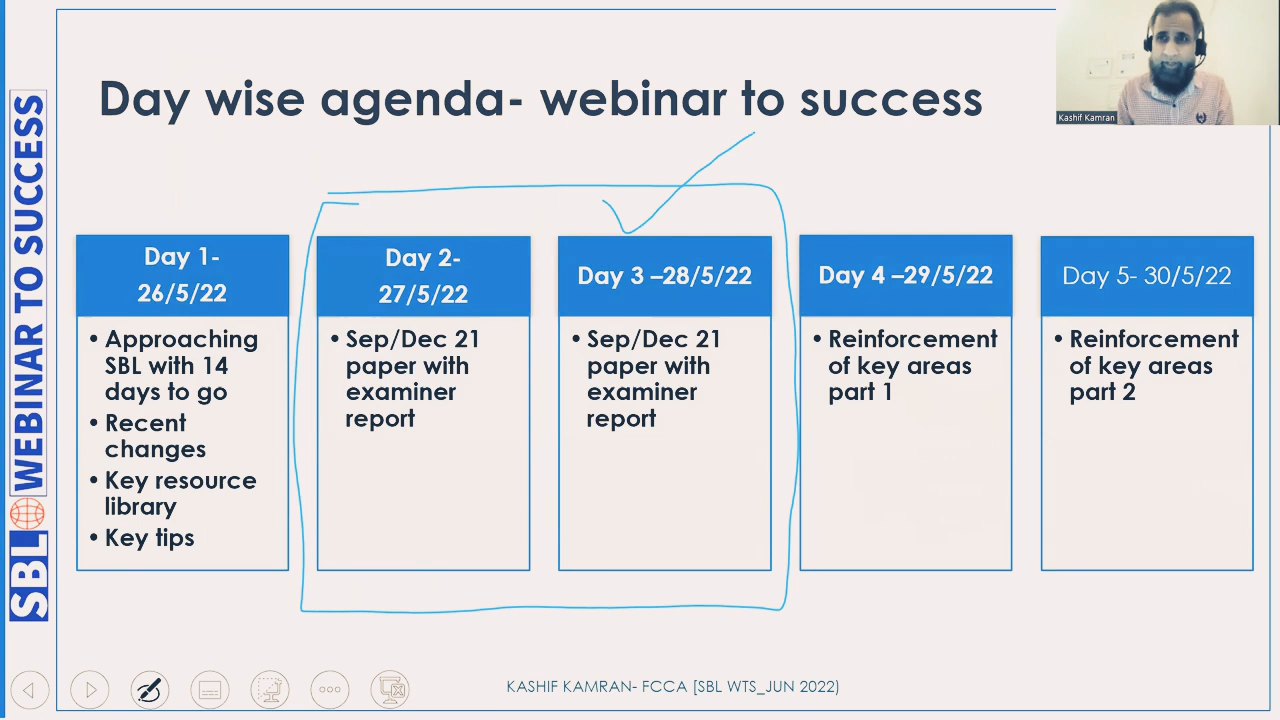 Day wise agenda- webinar to success
Kashif Kamran
SBL WEBINAR TO SUCCESS
Day 1-
26/5/22
• Approaching
SBL with 14
days to go
• Recent
changes
• Key resource
library
• Key tips
Day 2-
27/5/22
• Sep/Dec 21
paper with
examiner
report
Day 3 –28/5/22
• Sep/Dec 21
paper with
examiner
report
Day 4 –29/5/22
• Reinforcement
of key areas
part 1
Day 5- 30/5/22
• Reinforcement
of key areas
part 2
KASHIF KAMRAN- FCCA [SBL WTS_JUN 2022)